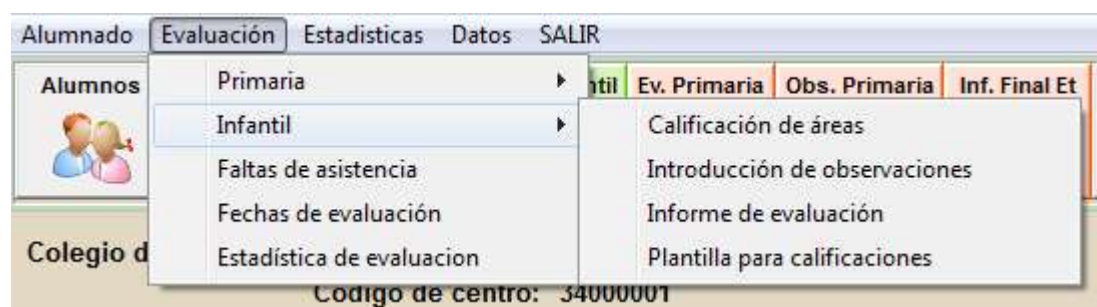 Alumnado Evaluación Estadisticas Datos SALIR
Alumnos
Primaria
Infantil
Faltas de asistencia
Fechas de evaluación
Estadística de evaluacion
ntil Ev. Primaria Obs. Primaria Inf. Final Et
Calificación de áreas
Introducción de observaciones
Informe de evaluación
Plantilla para calificaciones
Colegio d
Código de centro: 34000001